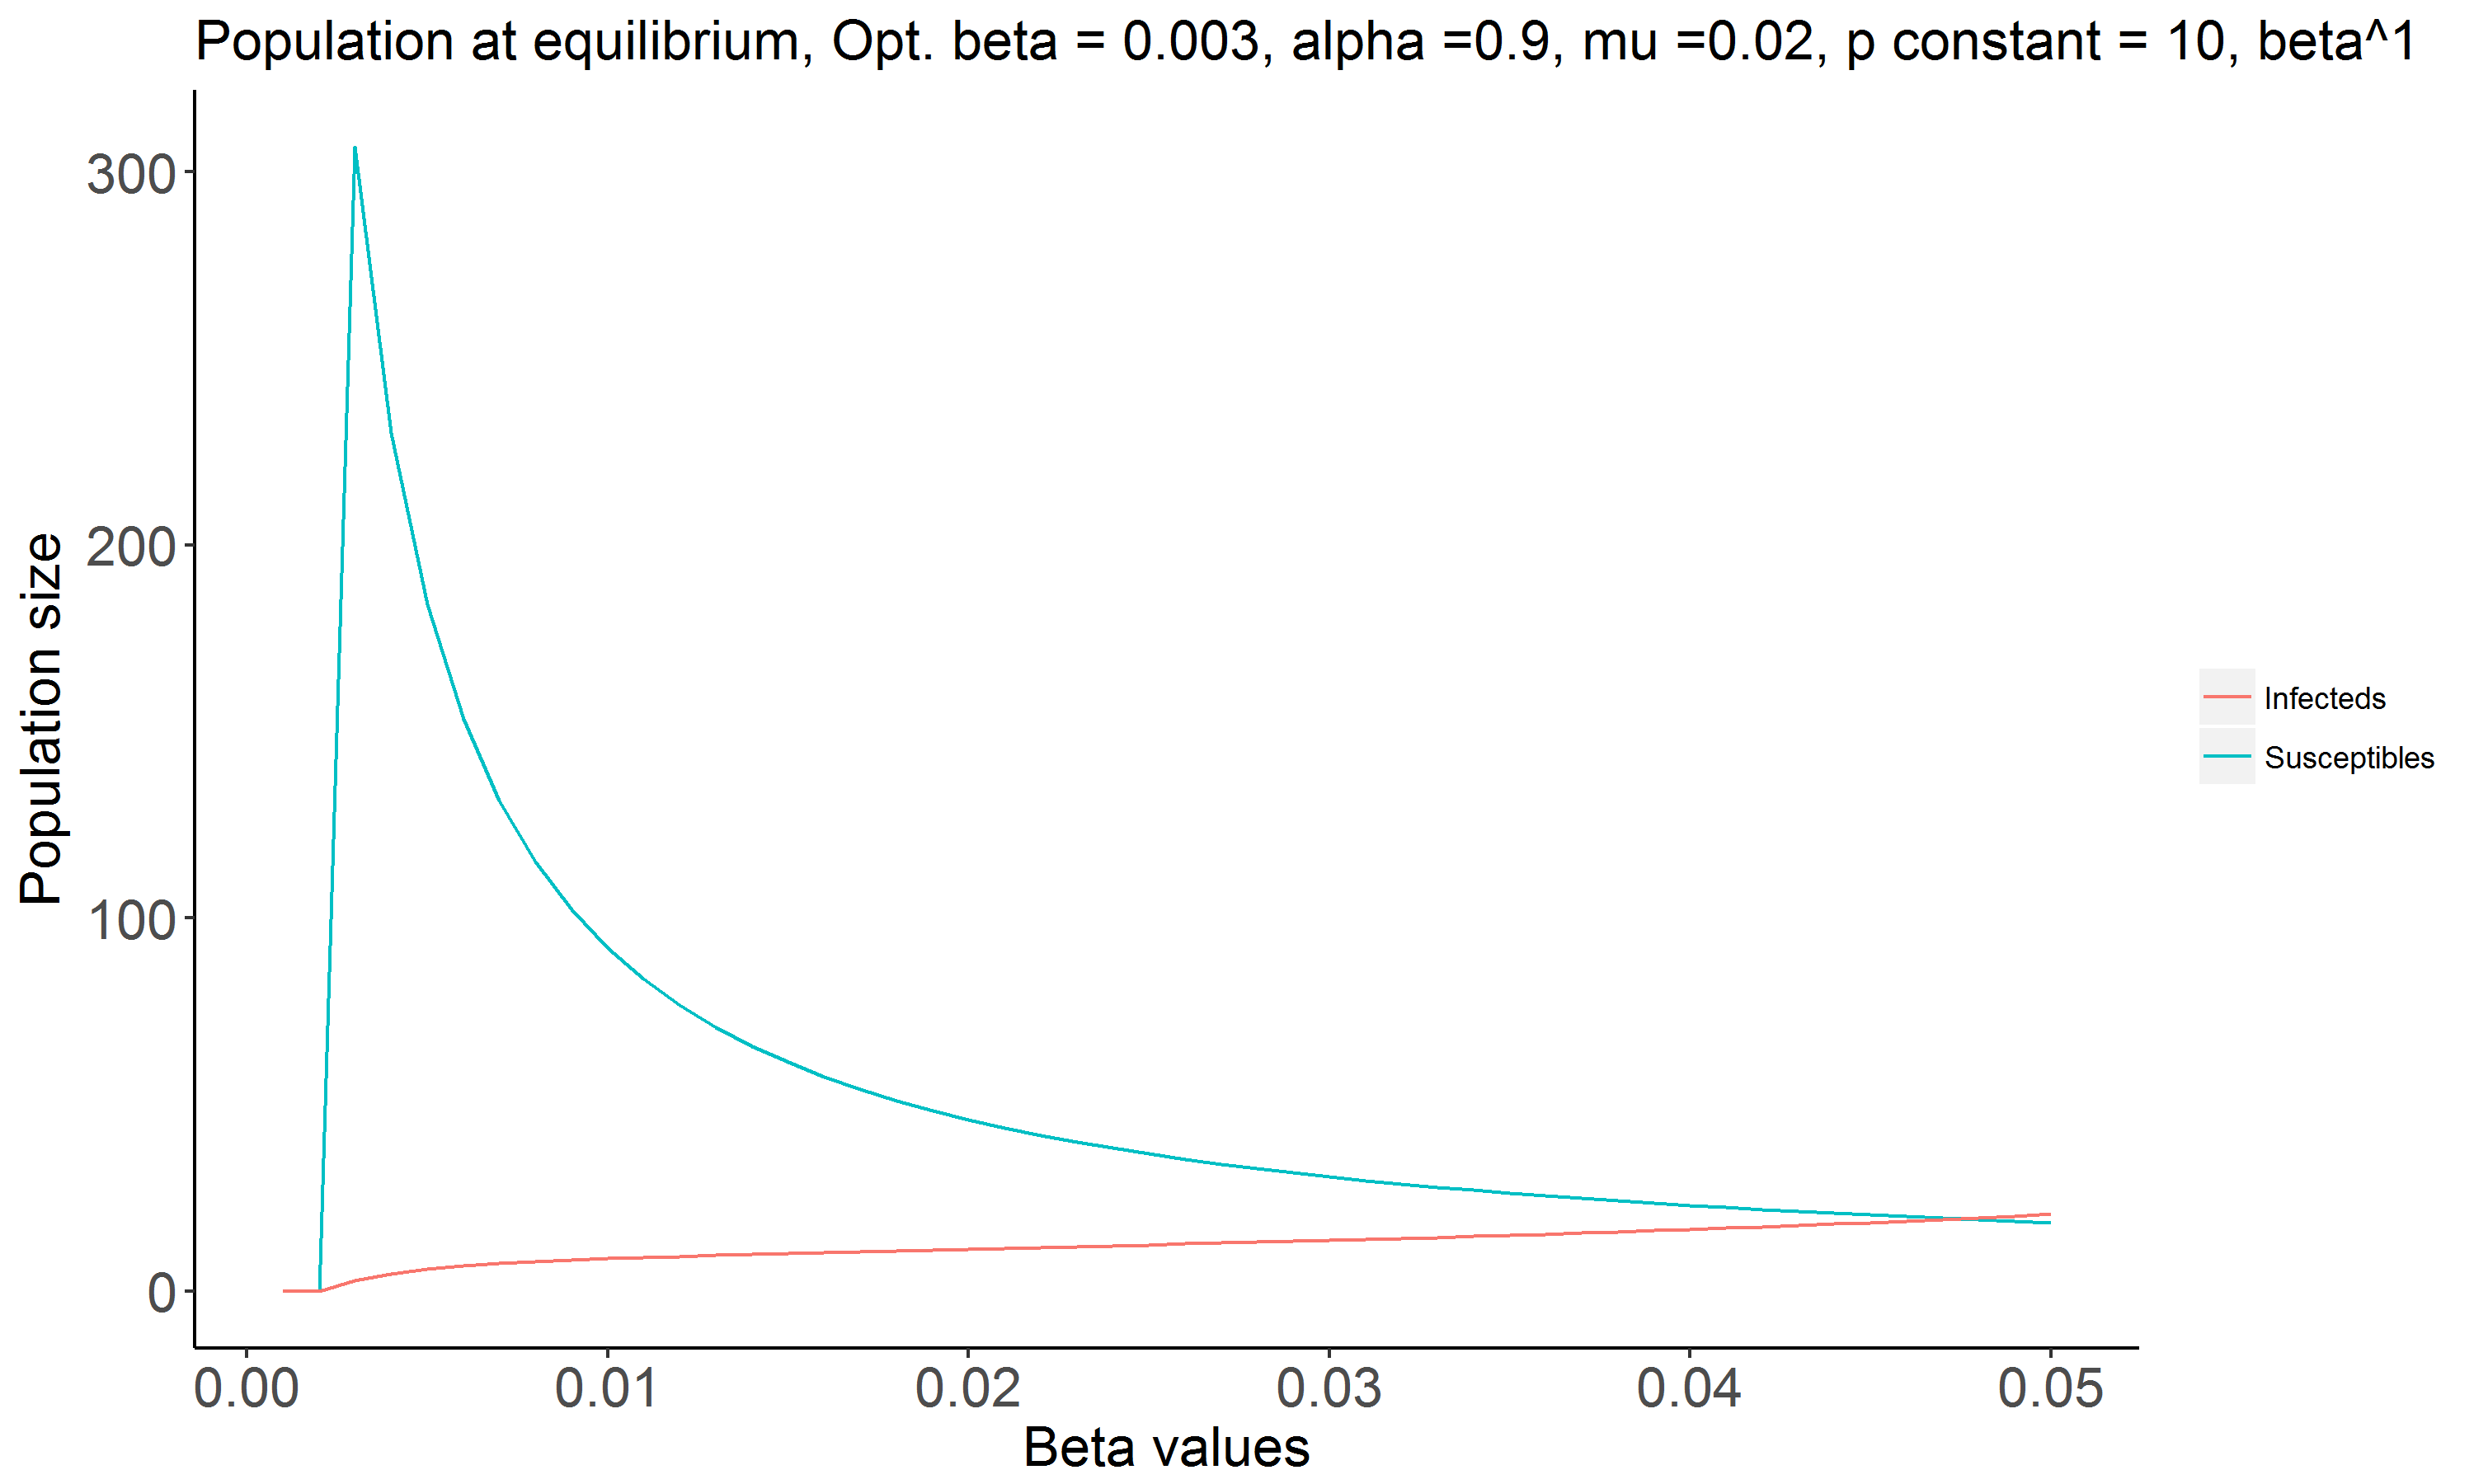 Population at equilibrium, Opt. beta = 0.003, alpha =0.9, mu =0.02, p constant = 10, beta^1
300
200
100
0
Population size
0.00 0.01 0.02 0.03 0.04 0.05
Beta values
Infecteds
Susceptibles